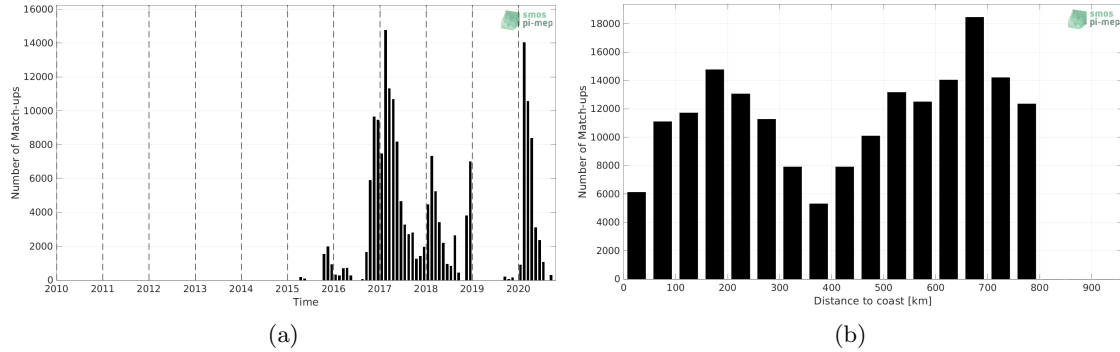 smos
pi-mep
16000
14000
12000
10000
8000
6000
4000
2000
0
Number of Match-ups
2010 2011 2012 2013 2014 2015 2016 2017 2018 2019 2020
Time
(a)
smos
pi-mep
18000
16000
14000
12000
10000
8000
6000
4000
2000
0
Number of Match-ups
0 100 200 300 400 500 600 700 800 900
Distance to coast [km]
(b)